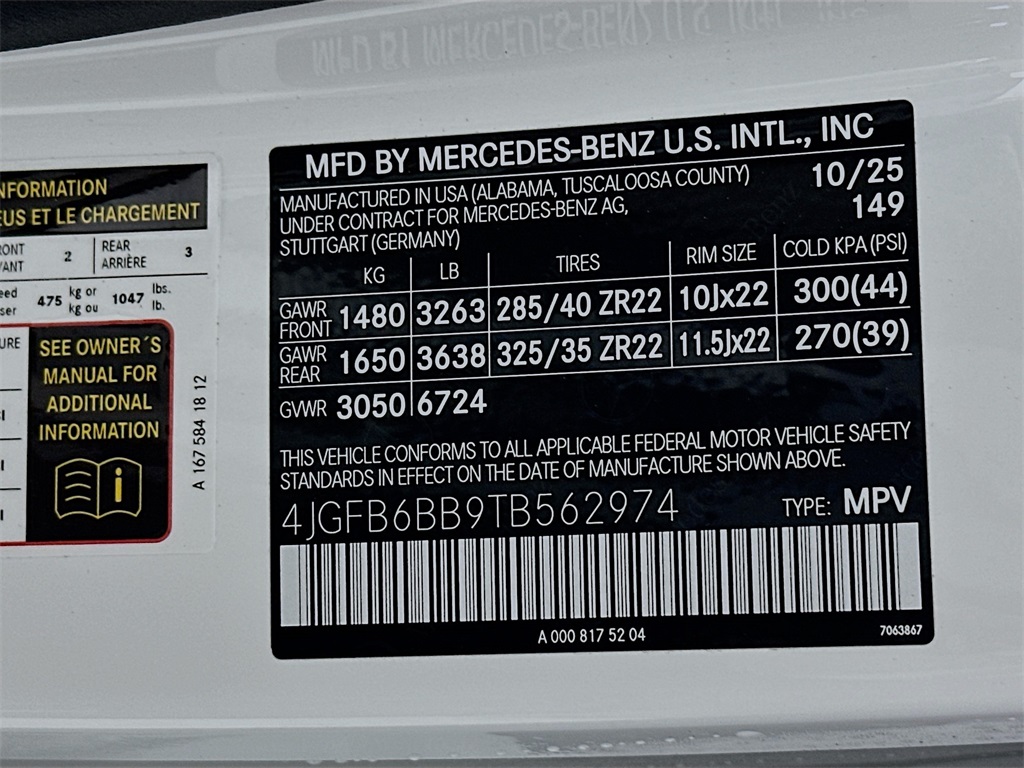 MFD BY MERCEDES-BENZ U.S. INTL., INC
MANUFACTURED IN USA (ALABAMA, TUSCALOOSA COUNTY) 10/25
UNDER CONTRACT FOR MERCEDES-BENZ AG, 149
STUTTGART (GERMANY)
KG LB TIRES RIM SIZE COLD KPA (PSI)
GAWR FRONT 1480 3263 285/40 ZR22 10Jx22 300(44)
GAWR REAR 1650 3638 325/35 ZR22 11.5Jx22 270(39)
GVWR 3050 6724
THIS VEHICLE CONFORMS TO ALL APPLICABLE FEDERAL MOTOR VEHICLE SAFETY
STANDARDS IN EFFECT ON THE DATE OF MANUFACTURE SHOWN ABOVE.
4JGFB6BB9TB562974 TYPE: MPV
A 000 817 52 04 7063867
NFORMATION
EUS ET LE CHARGEMENT
RONT 2 REAR 3
VANT ARRIÈRE
eed 475 kg or 1047 lbs.
ser kg ou lb.
URE
SEE OWNER´S
MANUAL FOR
ADDITIONAL
INFORMATION
A 167 584 18 12